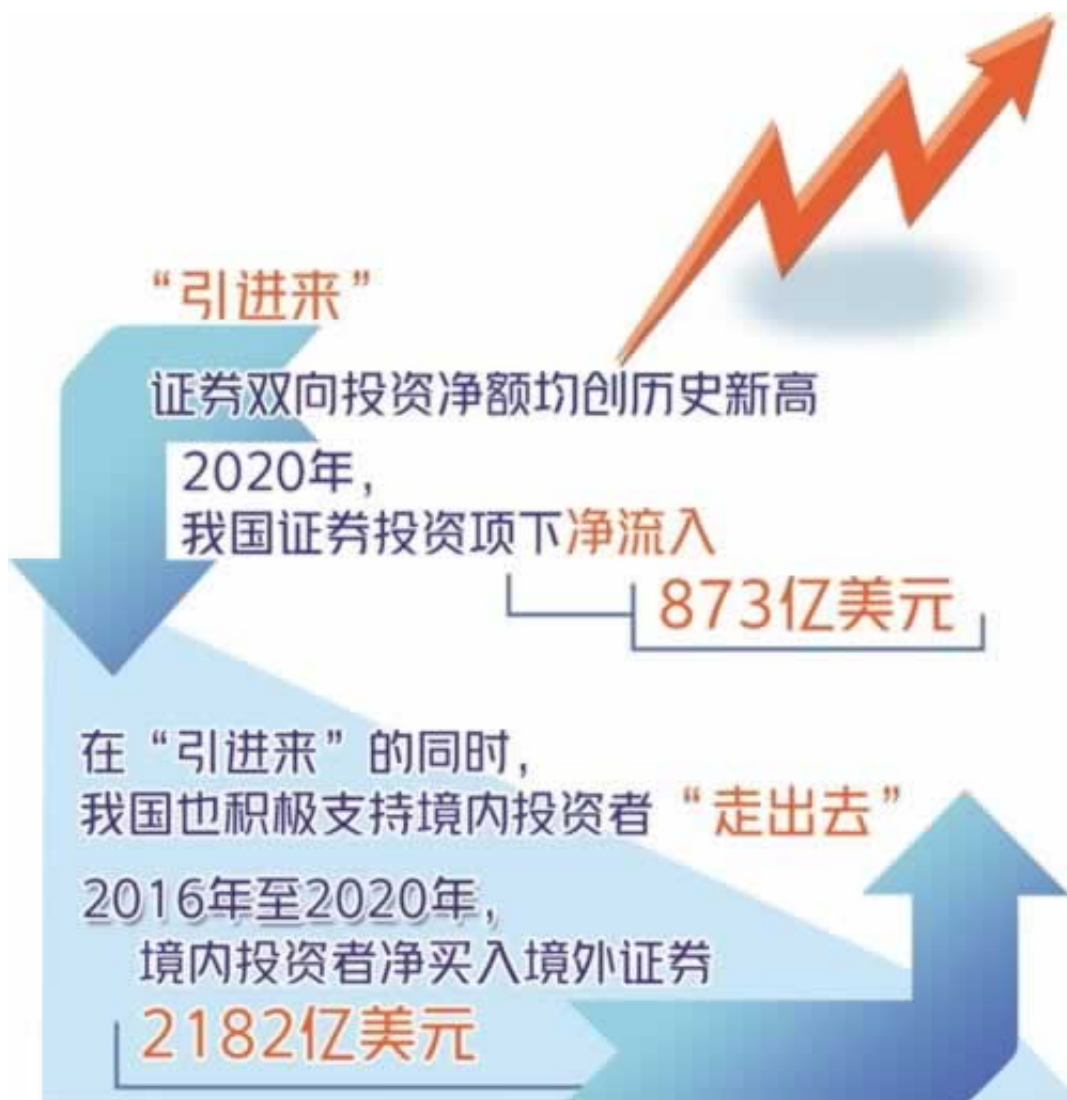 “引进来”
证券双向投资净额均创历史新高
2020年，
我国证券投资项下净流入
873亿美元
在“引进来”的同时，
我国也积极支持境内投资者“走出去”
2016年至2020年，
境内投资者净买入境外证券
2182亿美元